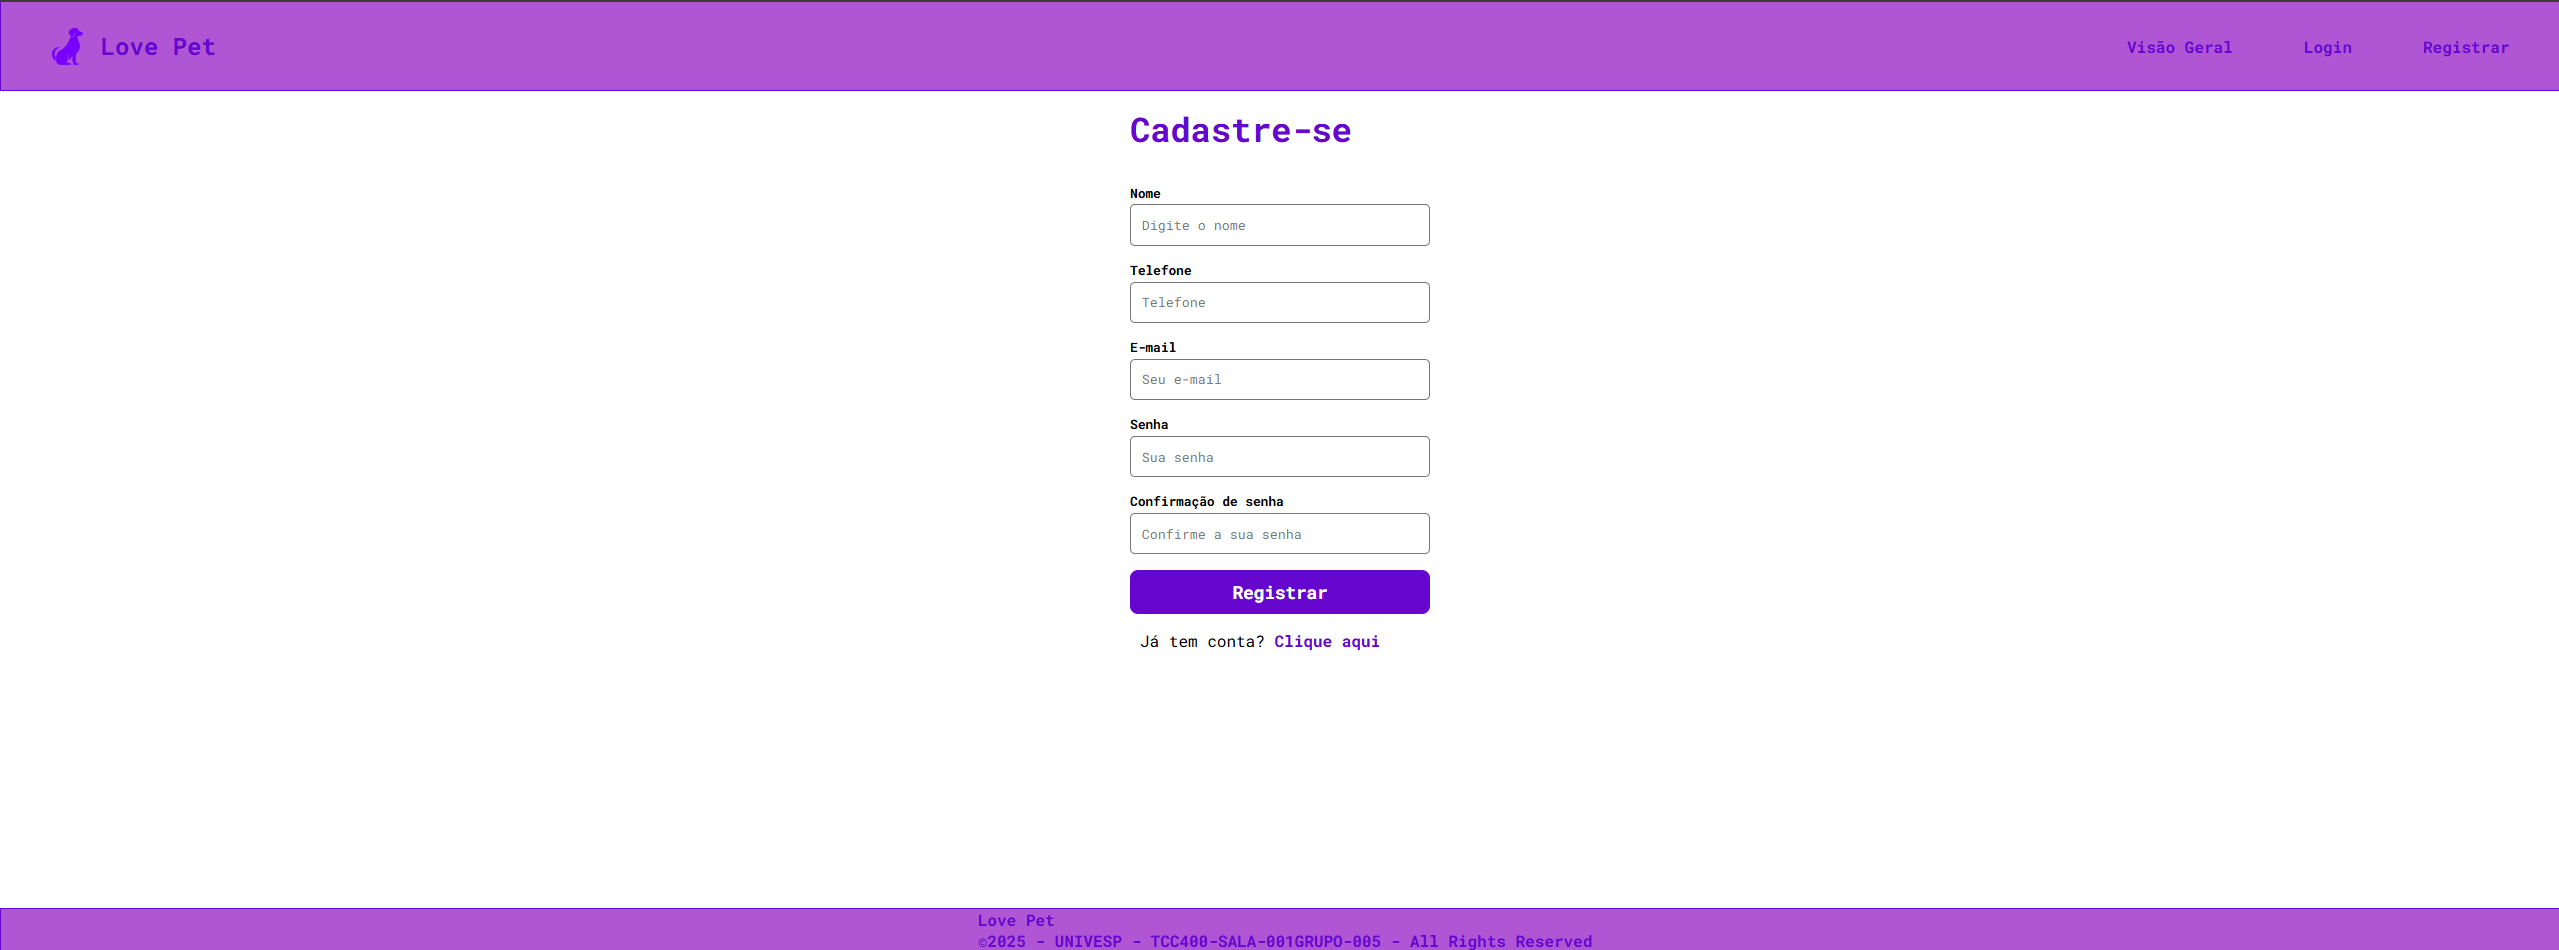 Love Pet
Visão Geral
Login
Registrar
Cadastre-se
Nome
Digite o nome
Telefone
Telefone
E-mail
Seu e-mail
Senha
Sua senha
Confirmação de senha
Confirme a sua senha
Registrar
Já tem conta? Clique aqui
Love Pet
©2025 - UNIVESP - TCC400-SALA-001GRUPO-005 - All Rights Reserved